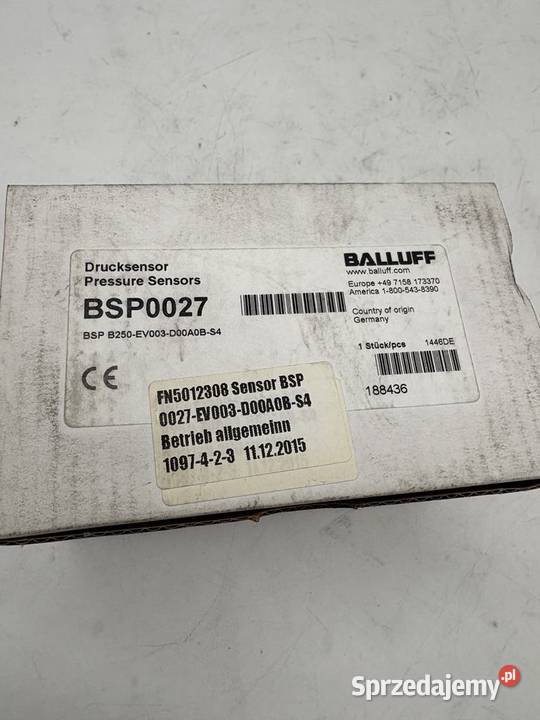 Drucksensor
Pressure Sensors
BSP0027
BSP B250-EV003-D00A0B-S4
BALLUFF
www.balluff.com
Europe +49 7158 173370
America 1-800-543-8390
Country of origin
Germany
1 Stück/pcs 1446DE
188436
CE
FN5012308 Sensor BSP
0027-EV003-D00A0B-S4
Betrieb allgemeinn
1097-4-2-3 11.12.2015
Sprzedajemy.pl